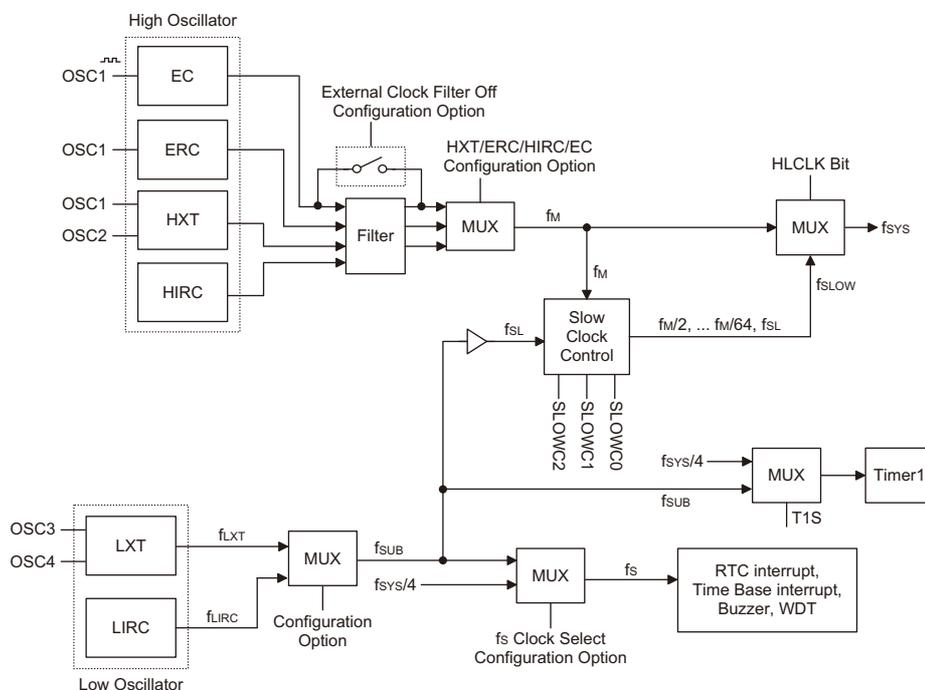 High Oscillator
OSC1
EC
External Clock Filter Off
Configuration Option
OSC1
ERC
HXT/ERC/HIRC/EC
Configuration Option
HLCLK Bit
OSC1
OSC2
HXT
Filter
MUX
fM
MUX
fSYS
HIRC
fM
fSLOW
fSL
Slow
Clock
Control
fM/2, ... fM/64, fSL
SLOWC2
SLOWC1
SLOWC0
fSYS/4
MUX
Timer1
fSUB
T1S
OSC3
OSC4
LXT
fLXT
MUX
fSUB
fSYS/4
MUX
fS
RTC interrupt,
Time Base interrupt,
Buzzer, WDT
LIRC
fLIRC
Configuration
Option
fS Clock Select
Configuration Option
Low Oscillator